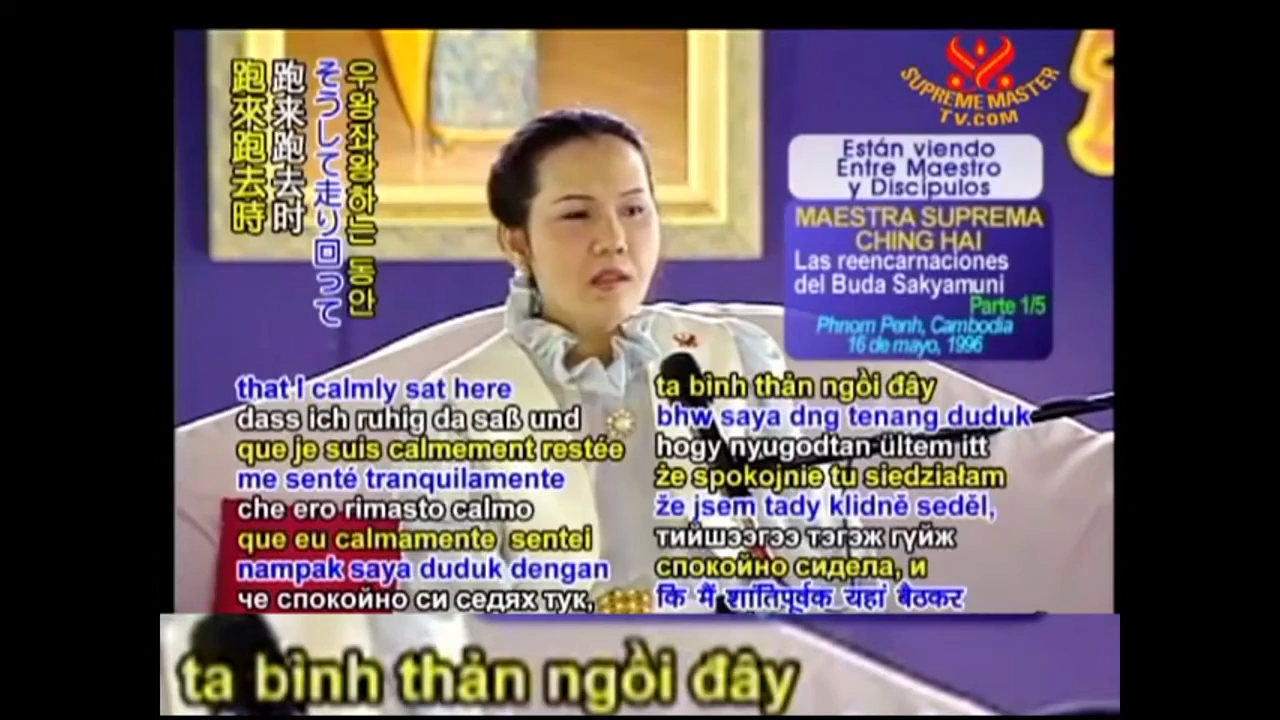 우왕좌왕하는 동안
そうして走り回って
跑来跑去时
跑來跑去時
SUPREME MASTER
TV.COM
Están viendo
Entre Maestro
y Discípulos
MAESTRA SUPREMA
CHING HAI
Las reencarnaciones
del Buda Sakyamuni
Parte 1/5
Phnom Penh, Cambodia
16 de mayo, 1996
that I calmly sat here
dass ich ruhig da saß und
que je suis calmement restée
me senté tranquilamente
che ero rimasto calmo
que eu calmamente sentei
nampak saya duduk dengan
че спокойно си седях тук,
ta bình thản ngồi đây
bhw saya dng tenang duduk
hogy nyugodtan ültem itt
że spokojnie tu siedziałam
že jsem tady klidně seděl,
тийшээгээ тэгэж гүйж
спокойно сидела, и
कि मैं शांतिपूर्वक यहां बैठकर
ta bình thản ngồi đây